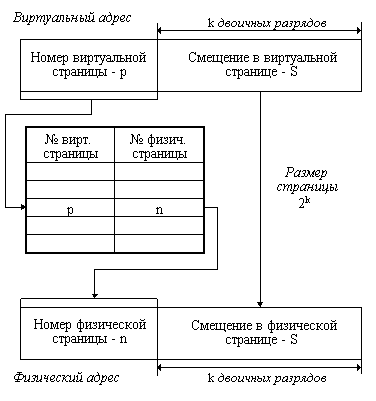 Виртуальный адрес
k двоичных разрядов
Номер виртуальной
страницы - p
Смещение в виртуальной
странице - S
№ вирт.
страницы
№ физич.
страницы
p
n
Размер
страницы
2ᵏ
Номер физической
страницы - n
Смещение в физической
странице - S
Физический адрес
k двоичных разрядов